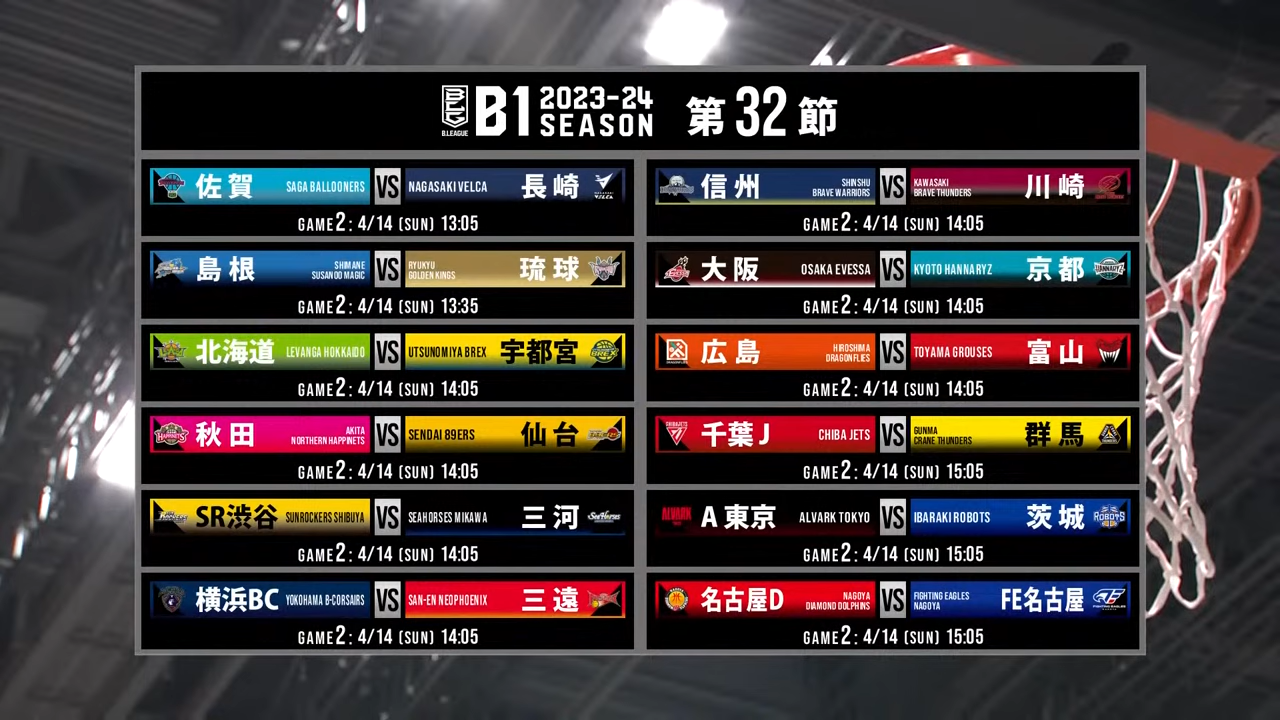 B.LEAGUE B1 2023-24 SEASON 第32節
佐賀 SAGA BALLOONERS VS NAGASAKI VELCA 長崎
GAME2: 4/14 (SUN) 13:05
島根 SHIMANE SUSANOO MAGIC VS RYUKYU GOLDEN KINGS 琉球
GAME2: 4/14 (SUN) 13:35
北海道 LEVANGA HOKKAIDO VS UTSUNOMIYA BREX 宇都宮 BREX
GAME2: 4/14 (SUN) 14:05
秋田 AKITA NORTHERN HAPPINETS VS SENDAI 89ERS 仙台
GAME2: 4/14 (SUN) 14:05
SR渋谷 SUNROCKERS SHIBUYA VS SEAHORSES MIKAWA 三河
GAME2: 4/14 (SUN) 14:05
横浜BC YOKOHAMA B-CORSAIRS VS SAN-EN NEOPHOENIX 三遠
GAME2: 4/14 (SUN) 14:05
信州 SHINSHU BRAVE WARRIORS VS KAWASAKI BRAVE THUNDERS 川崎
GAME2: 4/14 (SUN) 14:05
大阪 OSAKA EVESSA VS KYOTO HANNARYZ 京都 HANNARYZ
GAME2: 4/14 (SUN) 14:05
広島 HIROSHIMA DRAGONFLIES VS TOYAMA GROUSES 富山
GAME2: 4/14 (SUN) 14:05
千葉J CHIBA JETS VS GUNMA CRANE THUNDERS 群馬
GAME2: 4/14 (SUN) 15:05
ALVARK A東京 ALVARK TOKYO VS IBARAKI ROBOTS 茨城 ROBOTS
GAME2: 4/14 (SUN) 15:05
名古屋D NAGOYA DIAMOND DOLPHINS VS FIGHTING EAGLES NAGOYA FE名古屋
GAME2: 4/14 (SUN) 15:05